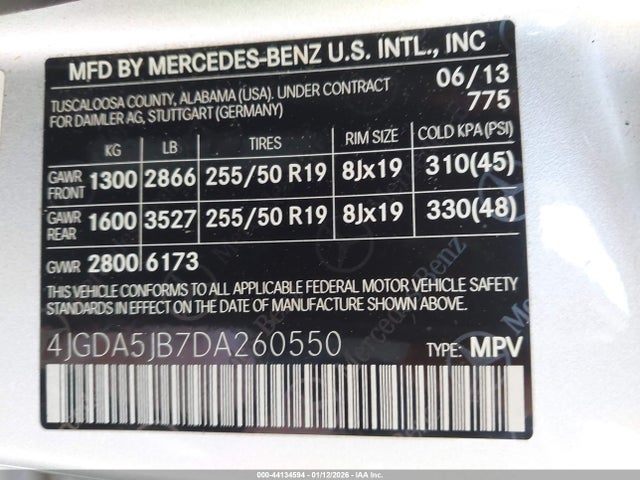 MFD BY MERCEDES-BENZ U.S. INTL., INC
TUSCALOOSA COUNTY, ALABAMA (USA). UNDER CONTRACT 06/13
FOR DAIMLER AG, STUTTGART (GERMANY) 775
KG LB TIRES RIM SIZE COLD KPA(PSI)
GAWR FRONT 1300 2866 255/50 R19 8Jx19 310(45)
GAWR REAR 1600 3527 255/50 R19 8Jx19 330(48)
GVWR 2800 6173
THIS VEHICLE CONFORMS TO ALL APPLICABLE FEDERAL MOTOR VEHICLE SAFETY
STANDARDS IN EFFECT ON THE DATE OF MANUFACTURE SHOWN ABOVE.
4JGDA5JB7DA260550 TYPE: MPV
Mercedes-Benz
000-44134594 - 01/12/2026 - IAA Inc.